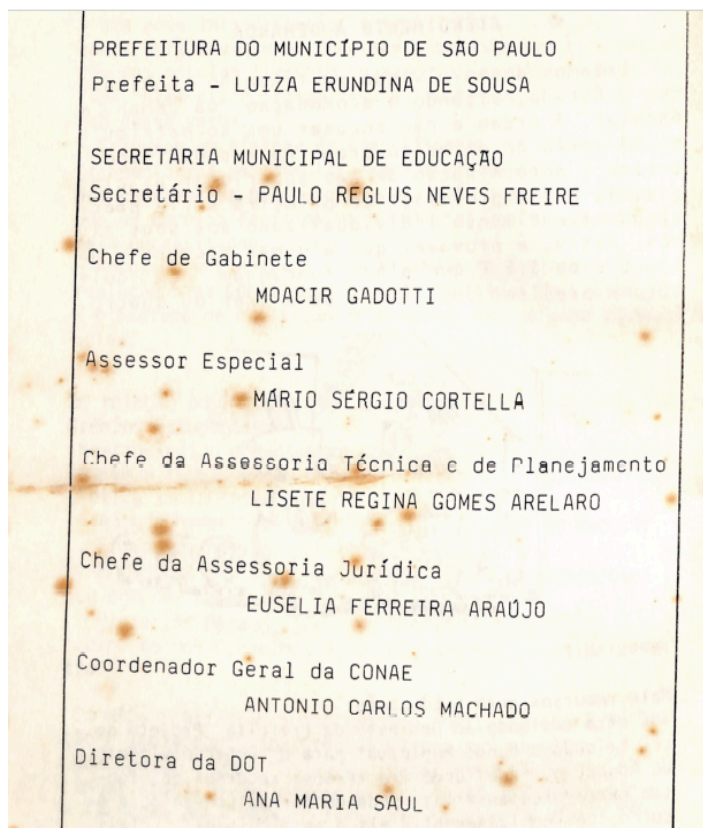 PREFEITURA DO MUNICÍPIO DE SÃO PAULO
Prefeita - LUIZA ERUNDINA DE SOUSA
SECRETARIA MUNICIPAL DE EDUCAÇÃO
Secretário - PAULO REGLUS NEVES FREIRE
Chefe de Gabinete
MOACIR GADOTTI
Assessor Especial
MÁRIO SÉRGIO CORTELLA
Chefe da Assessoria Técnica e de Planejamento
LISETE REGINA GOMES ARELARO
Chefe da Assessoria Jurídica
EUSELIA FERREIRA ARAÚJO
Coordenador Geral da CONAE
ANTONIO CARLOS MACHADO
Diretora da DOT
ANA MARIA SAUL